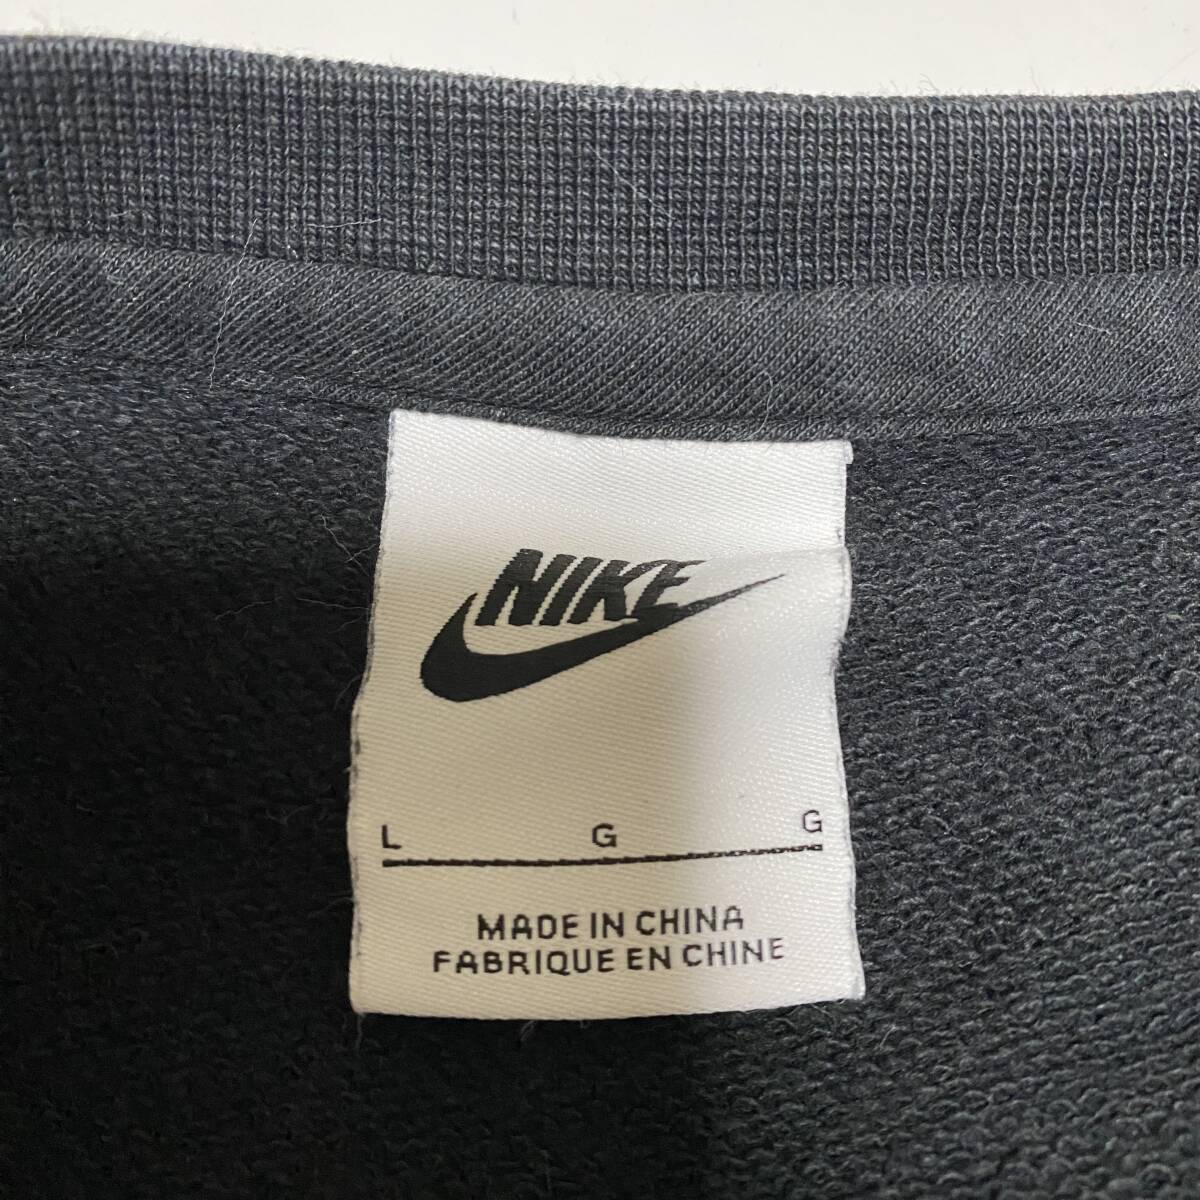 NIKE
L G G
MADE IN CHINA
FABRIQUE EN CHINE